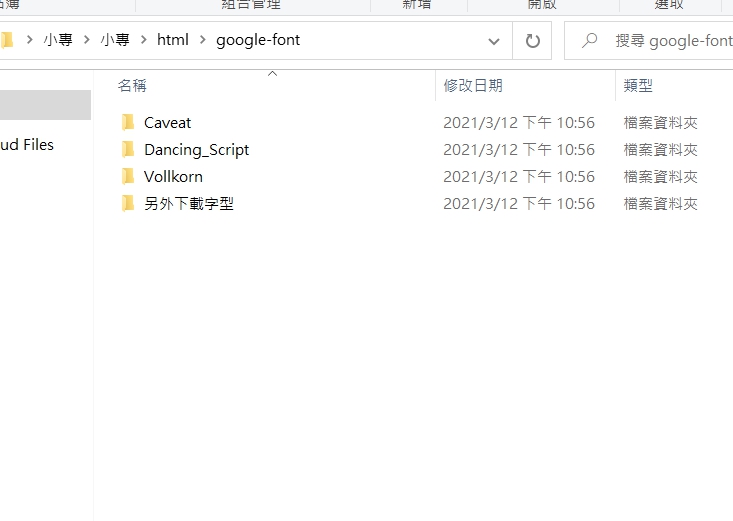 組合管理 新增 開啟 選取
小專 小專 html google-font 搜尋 google-font
名稱 修改日期 類型
Caveat 2021/3/12 下午 10:56 檔案資料夾
ud Files Dancing_Script 2021/3/12 下午 10:56 檔案資料夾
Vollkorn 2021/3/12 下午 10:56 檔案資料夾
另外下載字型 2021/3/12 下午 10:56 檔案資料夾